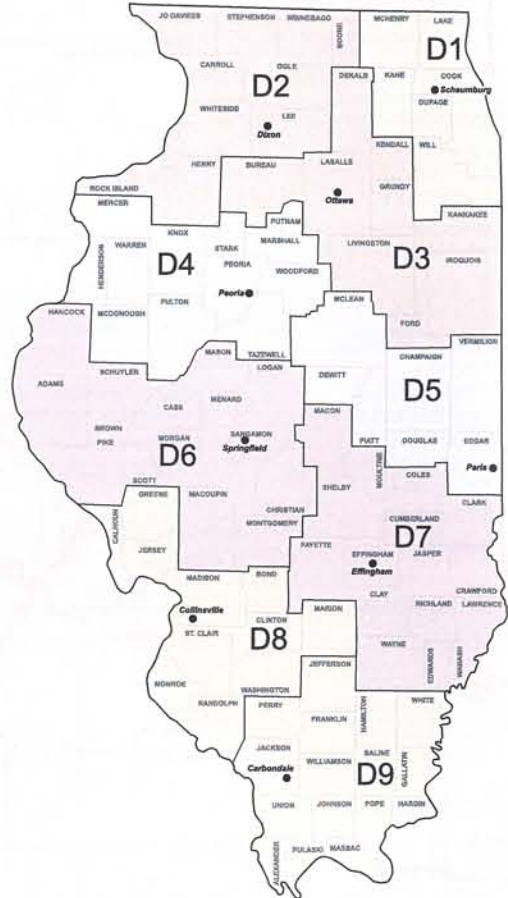 JO DAVIESS
STEPHENSON
WINNEBAGO
BOONE
MCHENRY
LAKE
D1
CARROLL
OGLE
DEKALB
KANE
COOK
Schaumburg
D2
DUPAGE
WHITESIDE
LEE
Dixon
KENDALL
WILL
HENRY
BUREAU
LASALLE
GRUNDY
ROCK ISLAND
Ottawa
MERCER
KANKAKEE
KNOX
PUTNAM
HENDERSON
WARREN
STARK
MARSHALL
LIVINGSTON
D3
D4
PEORIA
IROQUOIS
WOODFORD
Peoria
MCLEAN
HANCOCK
MCDONOUGH
FULTON
FORD
VERMILION
MASON
TAZEWELL
CHAMPAIGN
SCHUYLER
LOGAN
ADAMS
DEWITT
D5
CASS
MENARD
MACON
BROWN
SANGAMON
PIKE
D6
MORGAN
Springfield
PIATT
MOULTRIE
DOUGLAS
EDGAR
Paris
SCOTT
SHELBY
COLES
GREENE
MACOUPIN
CLARK
CALHOUN
CHRISTIAN
CUMBERLAND
MONTGOMERY
D7
JERSEY
FAYETTE
EFFINGHAM
JASPER
Effingham
MADISON
BOND
CLAY
CRAWFORD
Collinsville
RICHLAND
LAWRENCE
CLINTON
MARION
ST. CLAIR
D8
WAYNE
EDWARDS
WABASH
JEFFERSON
MONROE
WASHINGTON
RANDOLPH
PERRY
HAMILTON
WHITE
FRANKLIN
JACKSON
SALINE
GALLATIN
WILLIAMSON
D9
Carbondale
UNION
JOHNSON
POPE
HARDIN
ALEXANDER
PULASKI
MASSAC